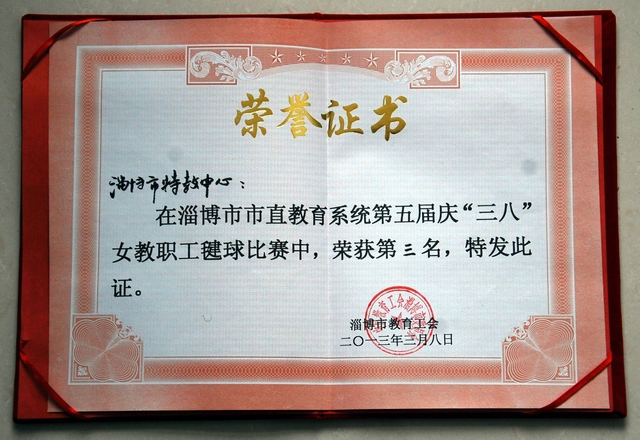 荣誉证书
淄博市特教中心：
在淄博市市直教育系统第五届庆“三八”
女教职工毽球比赛中，荣获第三名，特发此
证。
淄博市教育工会
二〇一三年三月八日